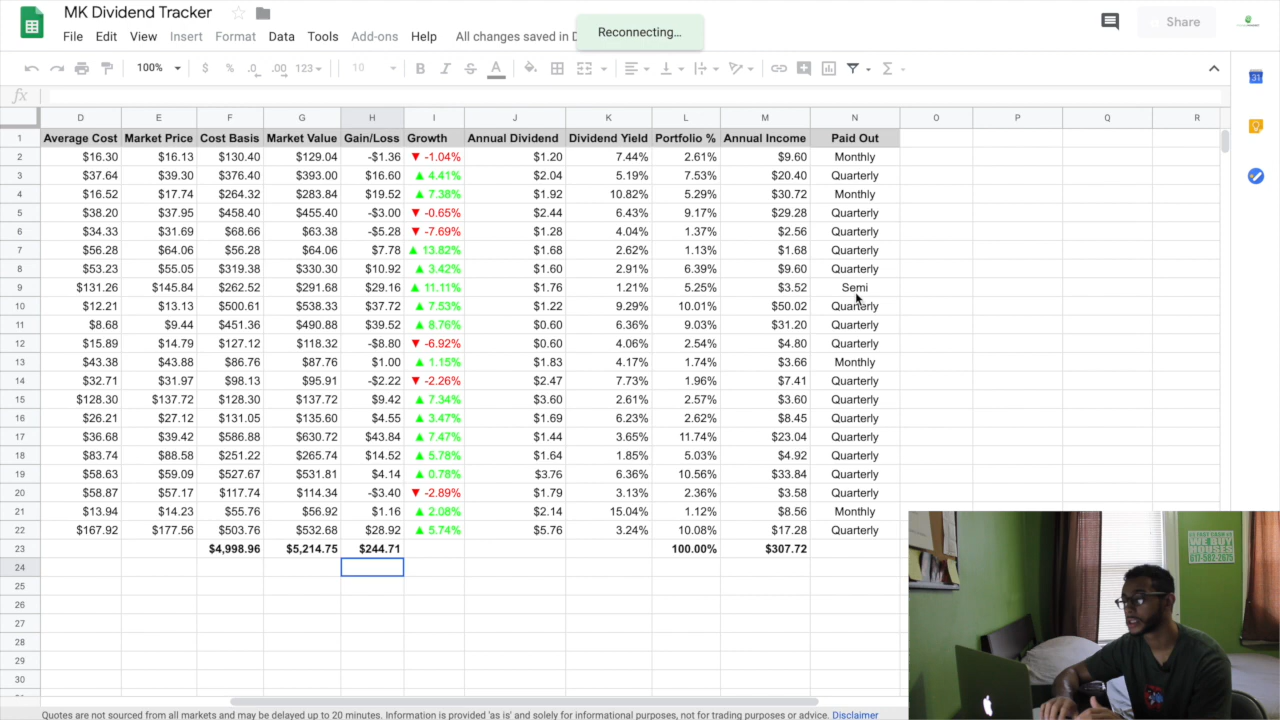 MK Dividend Tracker
File Edit View Insert Format Data Tools Add-ons Help All changes saved in D
Reconnecting...
Share
100% $ % .0 .00 123 10 B I S A
fx
31
D E F G H I J K L M N O P Q R
1 Average Cost Market Price Cost Basis Market Value Gain/Loss Growth Annual Dividend Dividend Yield Portfolio % Annual Income Paid Out
2 $16.30 $16.13 $130.40 $129.04 -$1.36 ▼ -1.04% $1.20 7.44% 2.61% $9.60 Monthly
3 $37.64 $39.30 $376.40 $393.00 $16.60 ▲ 4.41% $2.04 5.19% 7.53% $20.40 Quarterly
4 $16.52 $17.74 $264.32 $283.84 $19.52 ▲ 7.38% $1.92 10.82% 5.29% $30.72 Monthly
5 $38.20 $37.95 $458.40 $455.40 -$3.00 ▼ -0.65% $2.44 6.43% 9.17% $29.28 Quarterly
6 $34.33 $31.69 $68.66 $63.38 -$5.28 ▼ -7.69% $1.28 4.04% 1.37% $2.56 Quarterly
7 $56.28 $64.06 $56.28 $64.06 $7.78 ▲ 13.82% $1.68 2.62% 1.13% $1.68 Quarterly
8 $53.23 $55.05 $319.38 $330.30 $10.92 ▲ 3.42% $1.60 2.91% 6.39% $9.60 Quarterly
9 $131.26 $145.84 $262.52 $291.68 $29.16 ▲ 11.11% $1.76 1.21% 5.25% $3.52 Semi
10 $12.21 $13.13 $500.61 $538.33 $37.72 ▲ 7.53% $1.22 9.29% 10.01% $50.02 Quarterly
11 $8.68 $9.44 $451.36 $490.88 $39.52 ▲ 8.76% $0.60 6.36% 9.03% $31.20 Quarterly
12 $15.89 $14.79 $127.12 $118.32 -$8.80 ▼ -6.92% $0.60 4.06% 2.54% $4.80 Quarterly
13 $43.38 $43.88 $86.76 $87.76 $1.00 ▲ 1.15% $1.83 4.17% 1.74% $3.66 Monthly
14 $32.71 $31.97 $98.13 $95.91 -$2.22 ▼ -2.26% $2.47 7.73% 1.96% $7.41 Quarterly
15 $128.30 $137.72 $128.30 $137.72 $9.42 ▲ 7.34% $3.60 2.61% 2.57% $3.60 Quarterly
16 $26.21 $27.12 $131.05 $135.60 $4.55 ▲ 3.47% $1.69 6.23% 2.62% $8.45 Quarterly
17 $36.68 $39.42 $586.88 $630.72 $43.84 ▲ 7.47% $1.44 3.65% 11.74% $23.04 Quarterly
18 $83.74 $88.58 $251.22 $265.74 $14.52 ▲ 5.78% $1.64 1.85% 5.03% $4.92 Quarterly
19 $58.63 $59.09 $527.67 $531.81 $4.14 ▲ 0.78% $3.76 6.36% 10.56% $33.84 Quarterly
20 $58.87 $57.17 $117.74 $114.34 -$3.40 ▼ -2.89% $1.79 3.13% 2.36% $3.58 Quarterly
21 $13.94 $14.23 $55.76 $56.92 $1.16 ▲ 2.08% $2.14 15.04% 1.12% $8.56 Monthly
22 $167.92 $177.56 $503.76 $532.68 $28.92 ▲ 5.74% $5.76 3.24% 10.08% $17.28 Quarterly
23 $4,998.96 $5,214.75 $244.71 100.00% $307.72
24
25
26
27
28
29
30
WE BUY
HOUSES
617-582-2675
Quotes are not sourced from all markets and may be delayed up to 20 minutes. Information is provided 'as is' and solely for informational purposes, not for trading purposes or advice. Disclaimer